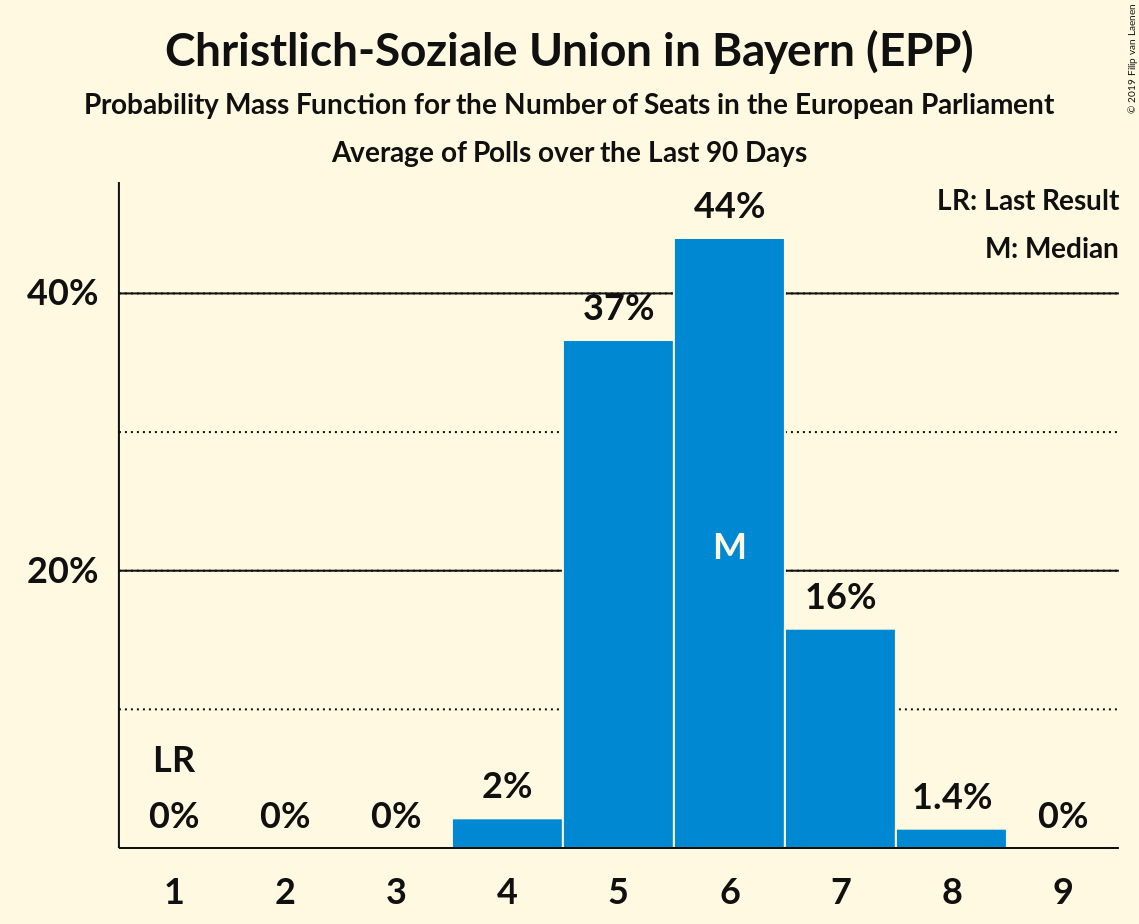 Christlich-Soziale Union in Bayern (EPP)
Probability Mass Function for the Number of Seats in the European Parliament
Average of Polls over the Last 90 Days
© 2019 Filip van Laenen
LR: Last Result
M: Median
44%
40%
37%
M
20%
16%
LR
0%
0%
0%
2%
1.4%
0%
1 2 3 4 5 6 7 8 9